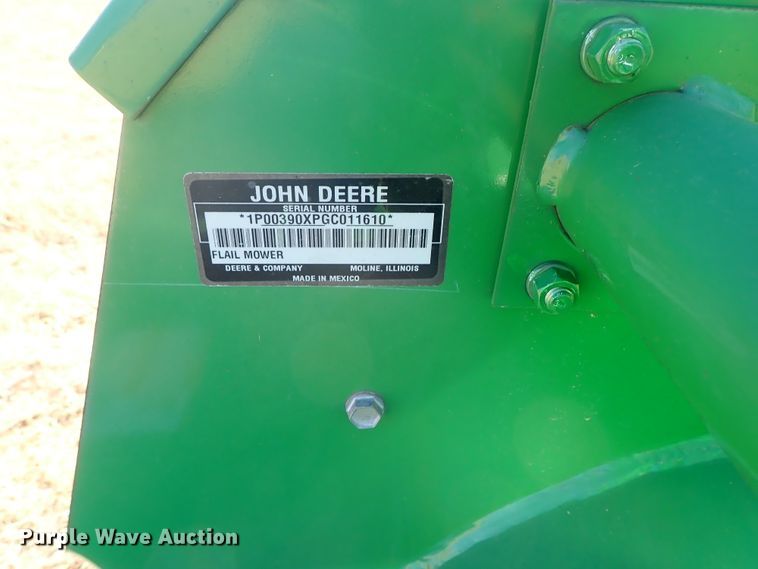 JOHN DEERE
SERIAL NUMBER
*1P00390XPGC011610*
FLAIL MOWER
DEERE & COMPANY MOLINE, ILLINOIS
MADE IN MEXICO
Purple Wave Auction